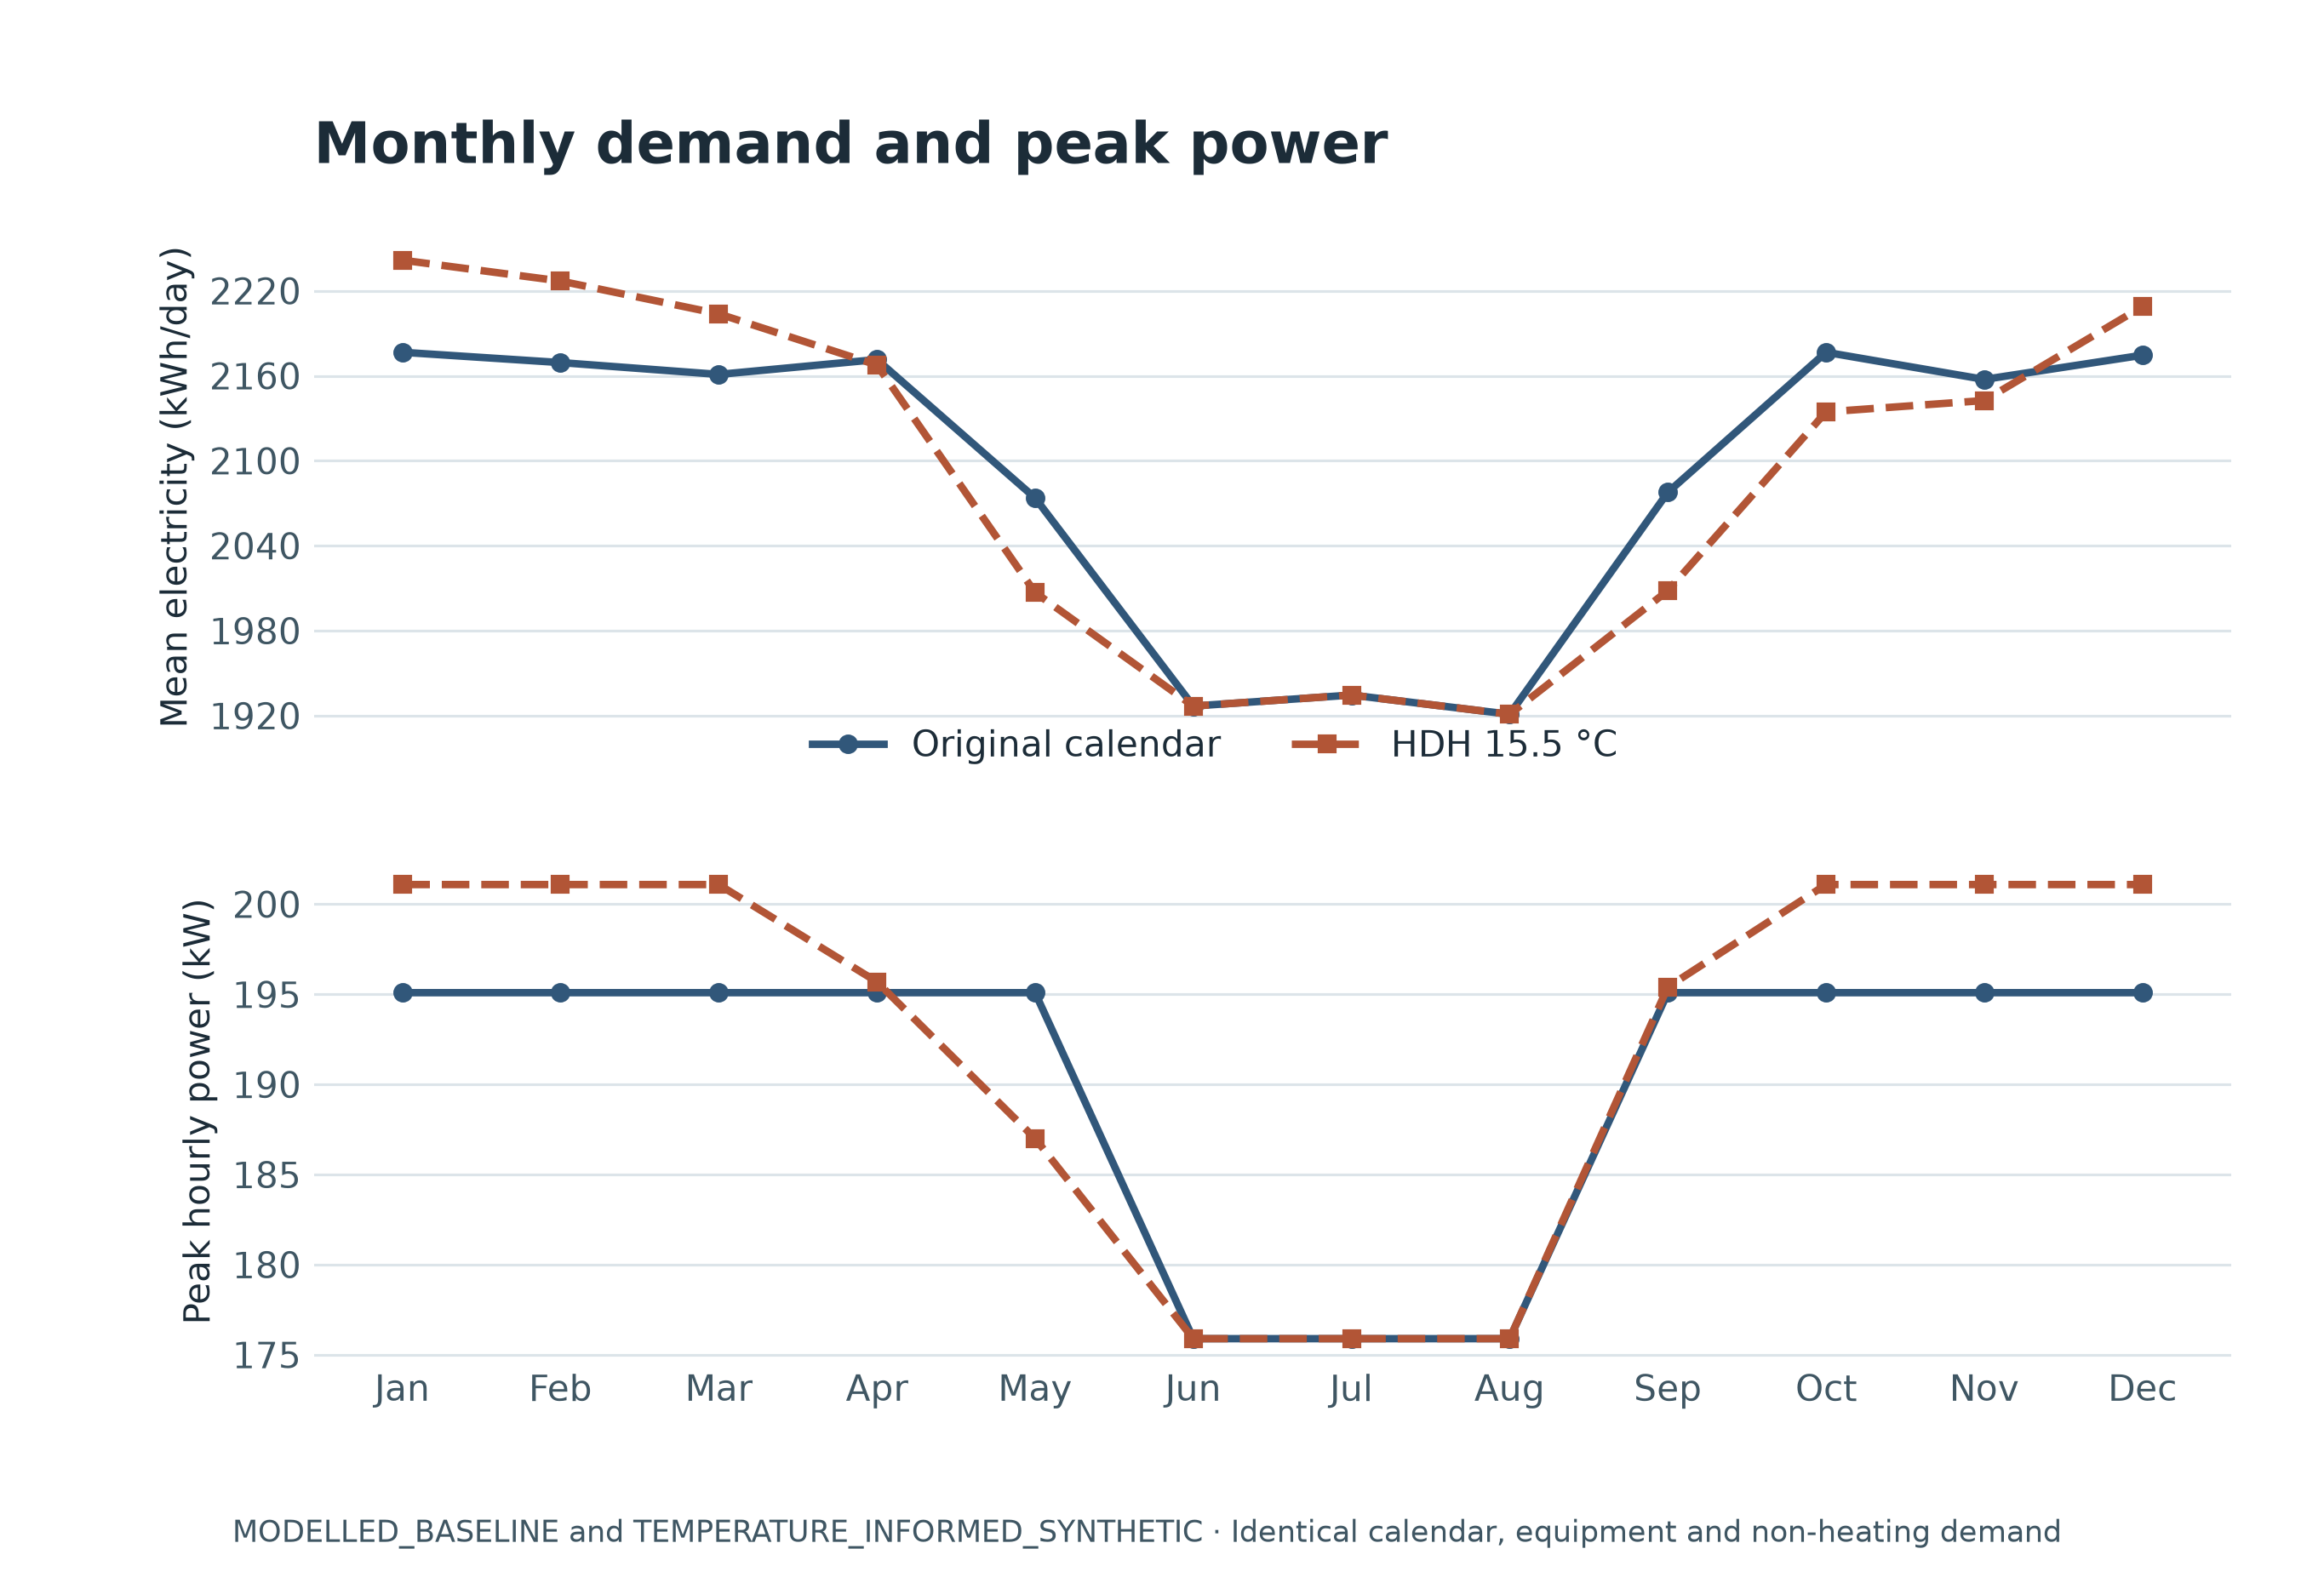 Monthly demand and peak power
Mean electricity (kWh/day)
2220
2160
2100
2040
1980
1920
Original calendar
HDH 15.5 °C
Peak hourly power (kW)
200
195
190
185
180
175
Jan Feb Mar Apr May Jun Jul Aug Sep Oct Nov Dec
MODELLED_BASELINE and TEMPERATURE_INFORMED_SYNTHETIC · Identical calendar, equipment and non-heating demand